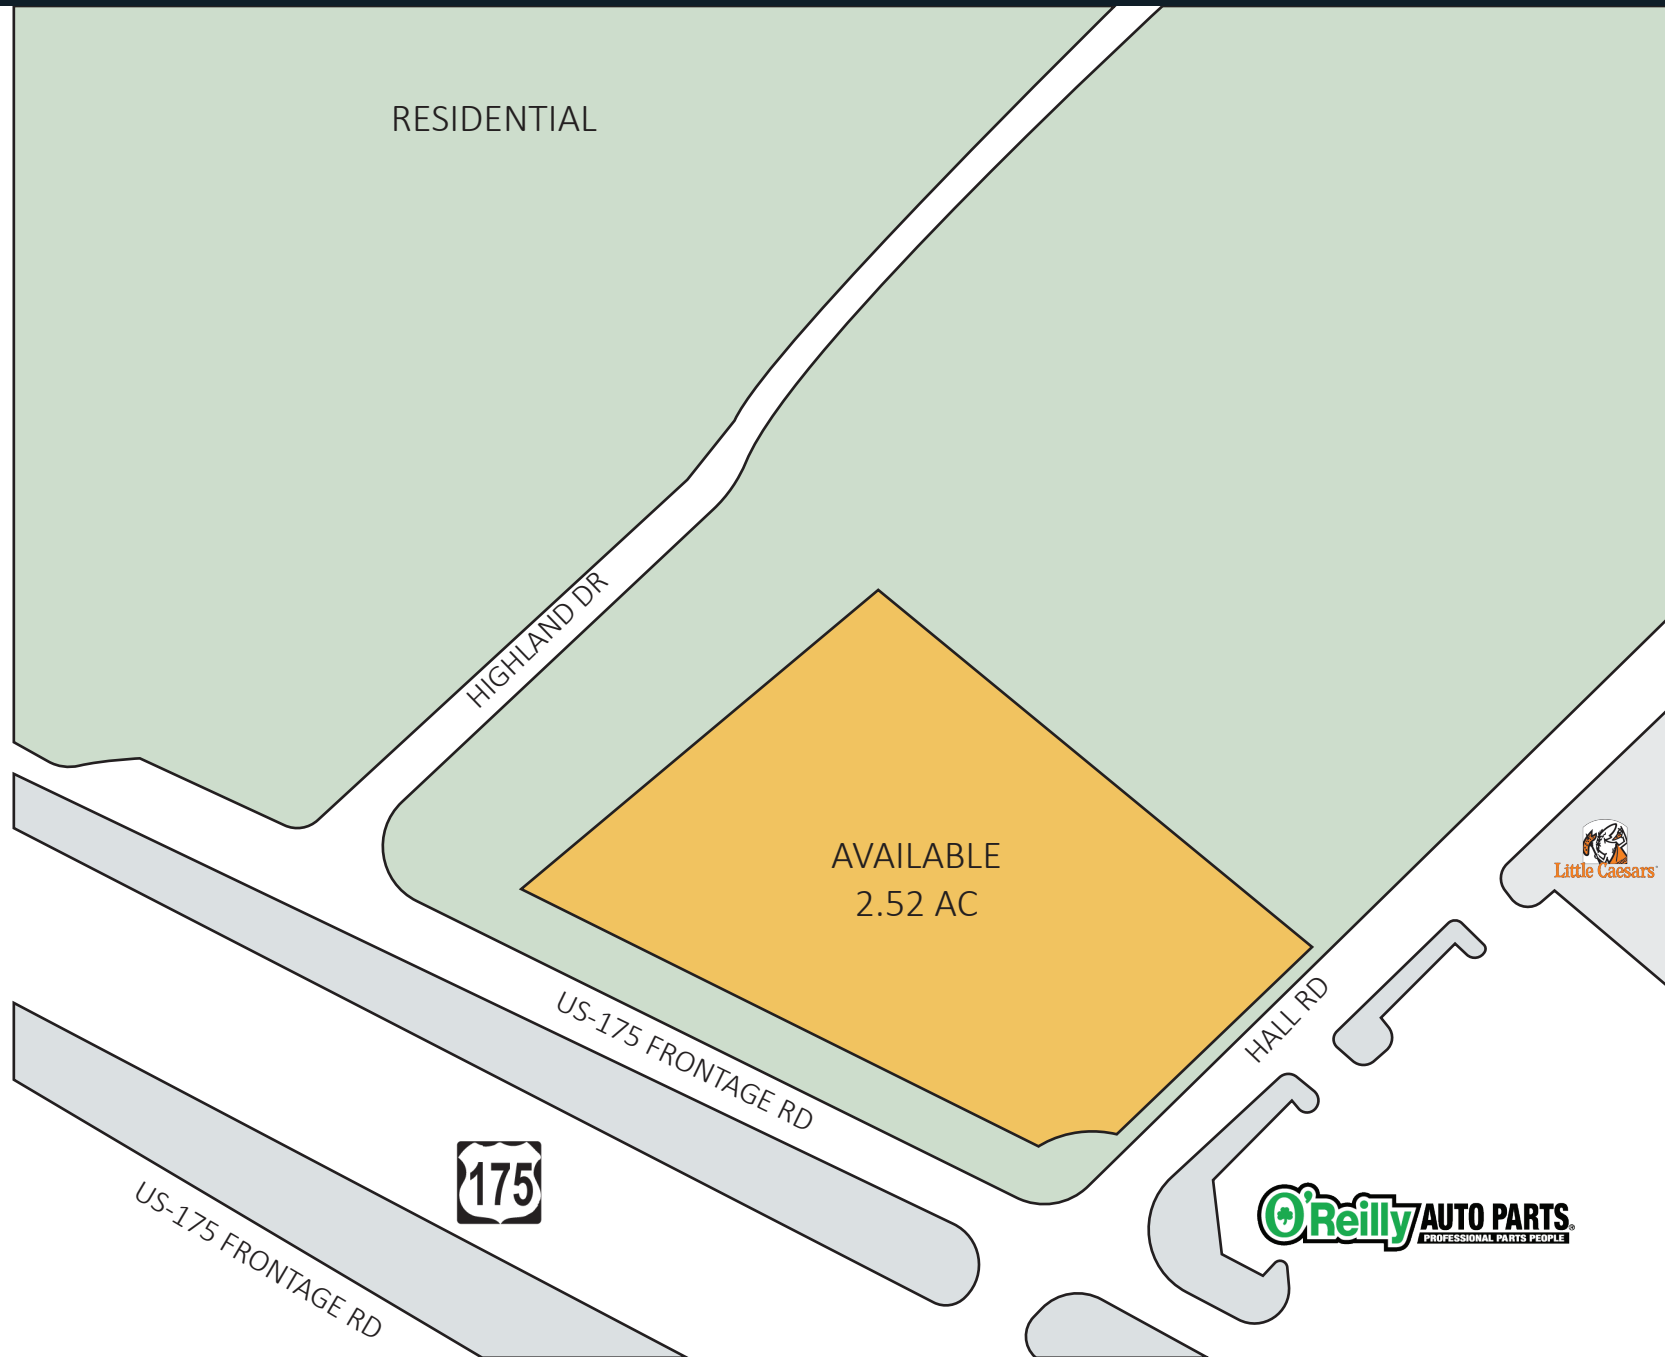 RESIDENTIAL
HIGHLAND DR
AVAILABLE
2.52 AC
Little Caesars
US-175 FRONTAGE RD
HALL RD
175
O'Reilly AUTO PARTS®
PROFESSIONAL PARTS PEOPLE
US-175 FRONTAGE RD